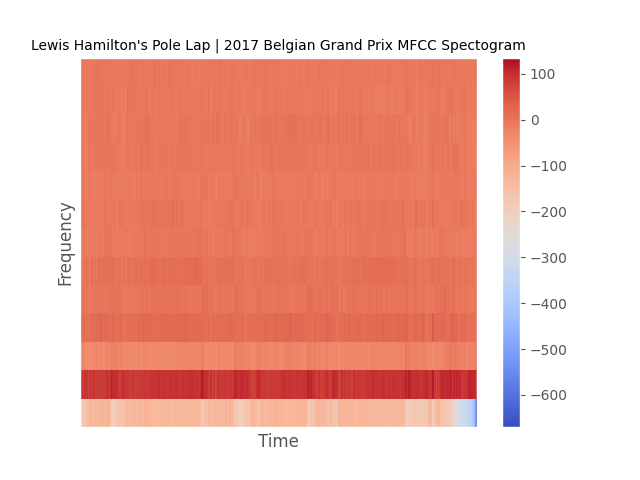 Lewis Hamilton's Pole Lap | 2017 Belgian Grand Prix MFCC Spectogram
Frequency
Time
100
0
−100
−200
−300
−400
−500
−600